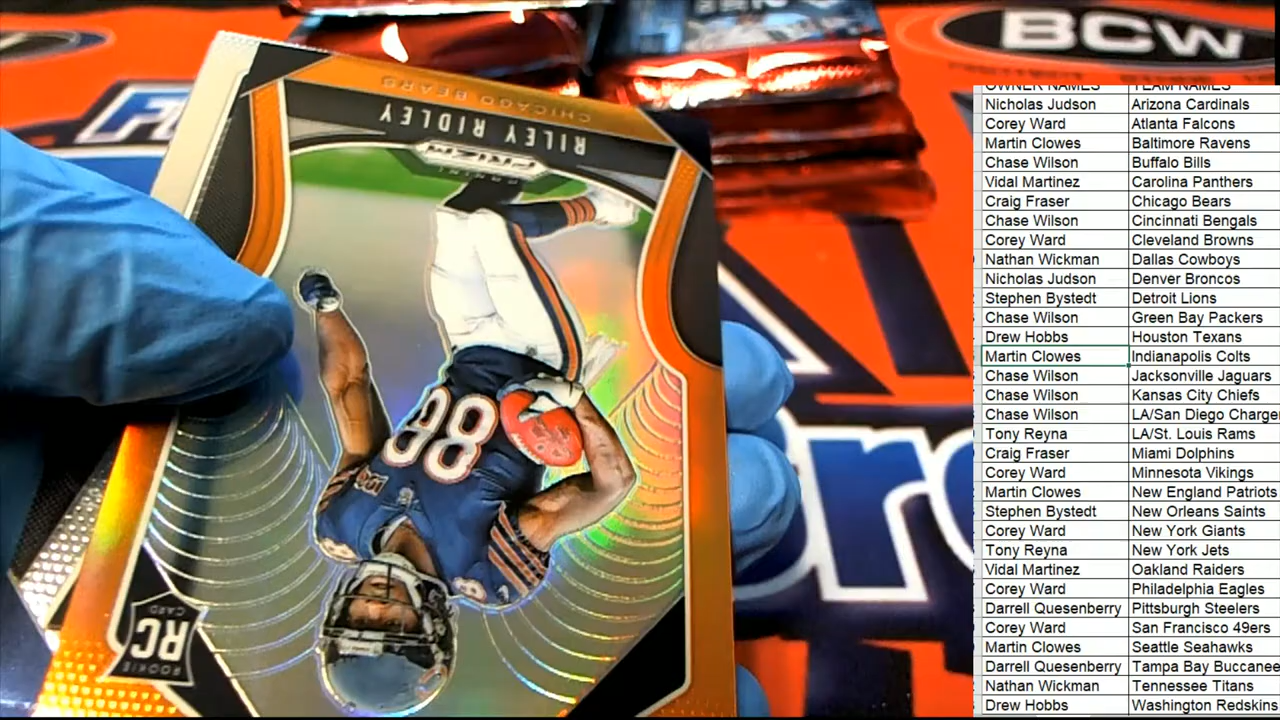 BCW
CHICAGO BEARS
RILEY RIDLEY
PANINI
PRIZM
88
RC
ROOKIE
CARD
OWNER NAMES TEAM NAMES
Nicholas Judson Arizona Cardinals
Corey Ward Atlanta Falcons
Martin Clowes Baltimore Ravens
Chase Wilson Buffalo Bills
Vidal Martinez Carolina Panthers
Craig Fraser Chicago Bears
Chase Wilson Cincinnati Bengals
Corey Ward Cleveland Browns
Nathan Wickman Dallas Cowboys
Nicholas Judson Denver Broncos
Stephen Bystedt Detroit Lions
Chase Wilson Green Bay Packers
Drew Hobbs Houston Texans
Martin Clowes Indianapolis Colts
Chase Wilson Jacksonville Jaguars
Chase Wilson Kansas City Chiefs
Chase Wilson LA/San Diego Charge
Tony Reyna LA/St. Louis Rams
Craig Fraser Miami Dolphins
Corey Ward Minnesota Vikings
Martin Clowes New England Patriots
Stephen Bystedt New Orleans Saints
Corey Ward New York Giants
Tony Reyna New York Jets
Vidal Martinez Oakland Raiders
Corey Ward Philadelphia Eagles
Darrell Quesenberry Pittsburgh Steelers
Corey Ward San Francisco 49ers
Martin Clowes Seattle Seahawks
Darrell Quesenberry Tampa Bay Buccanee
Nathan Wickman Tennessee Titans
Drew Hobbs Washington Redskins